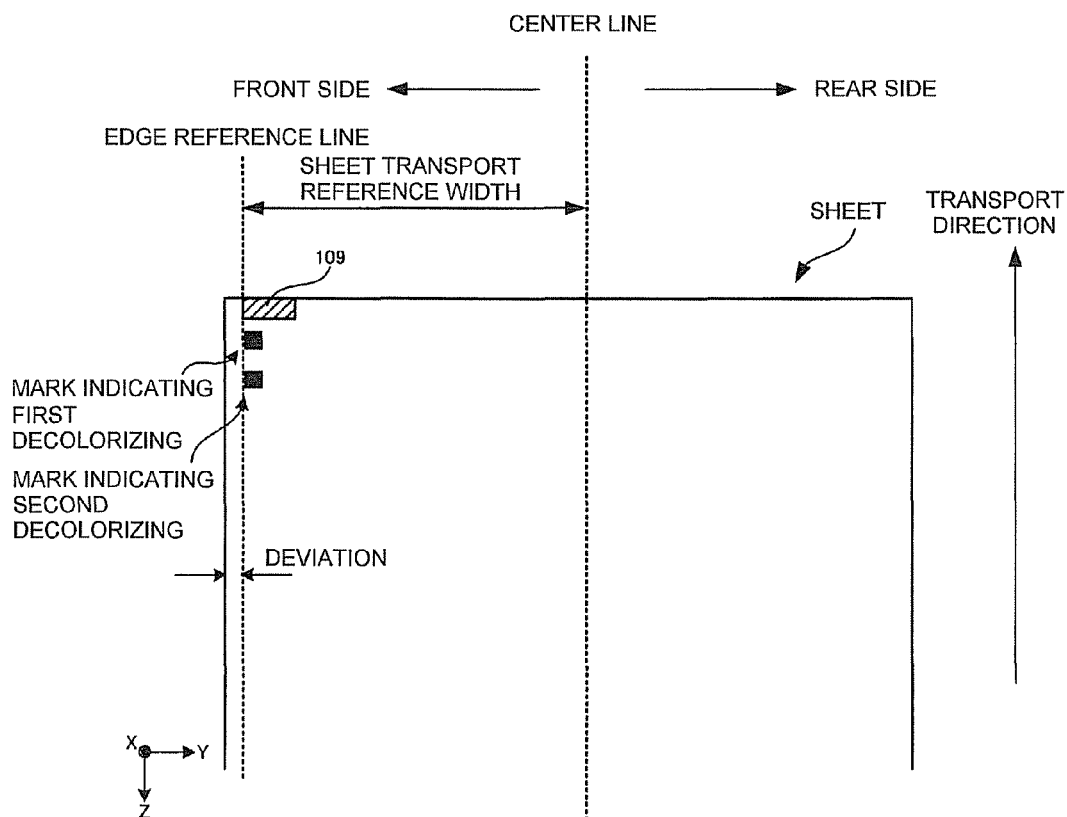 CENTER LINE
FRONT SIDE
REAR SIDE
EDGE REFERENCE LINE
SHEET TRANSPORT
REFERENCE WIDTH
SHEET
TRANSPORT
DIRECTION
109
MARK INDICATING
FIRST
DECOLORIZING
MARK INDICATING
SECOND
DECOLORIZING
DEVIATION
X
Y
Z